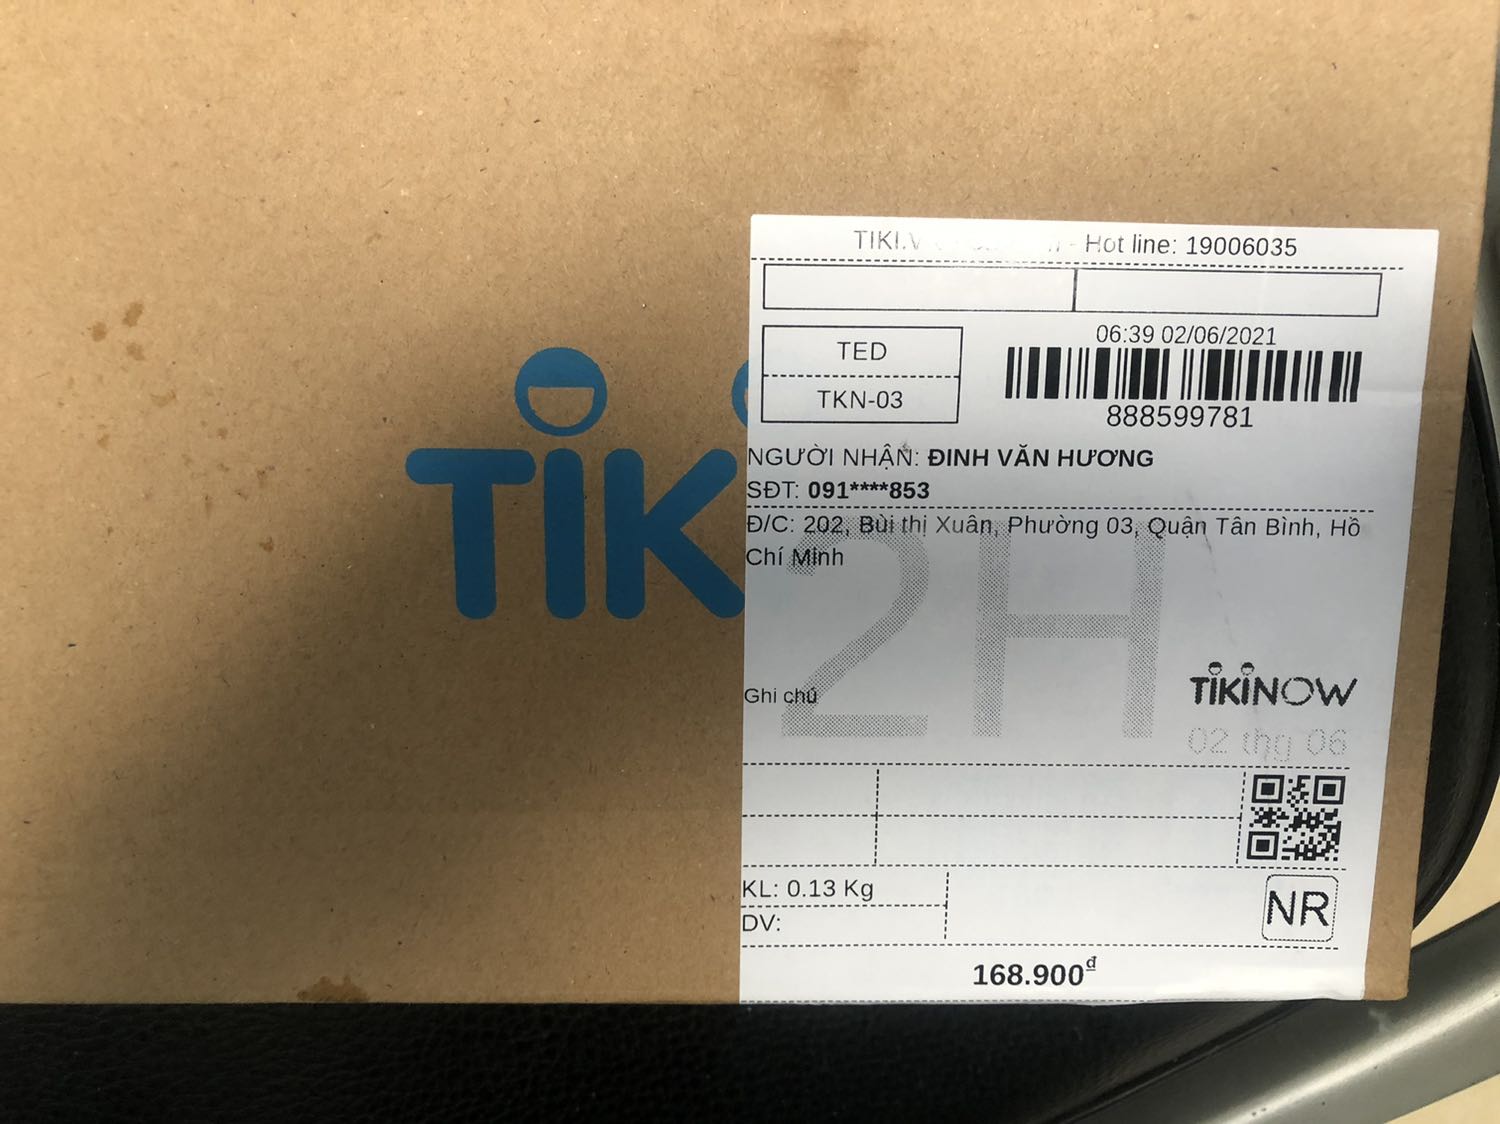 TIKI
TIKI.V - Hot line: 19006035
TED
TKN-03
06:39 02/06/2021
888599781
NGƯỜI NHẬN: ĐINH VĂN HƯƠNG
SĐT: 091****853
Đ/C: 202, Bùi thị Xuân, Phường 03, Quận Tân Bình, Hồ
Chí Minh
2H
Ghi chú
TIKINOW
02 thg 06
KL: 0.13 Kg
DV:
NR
168.900₫